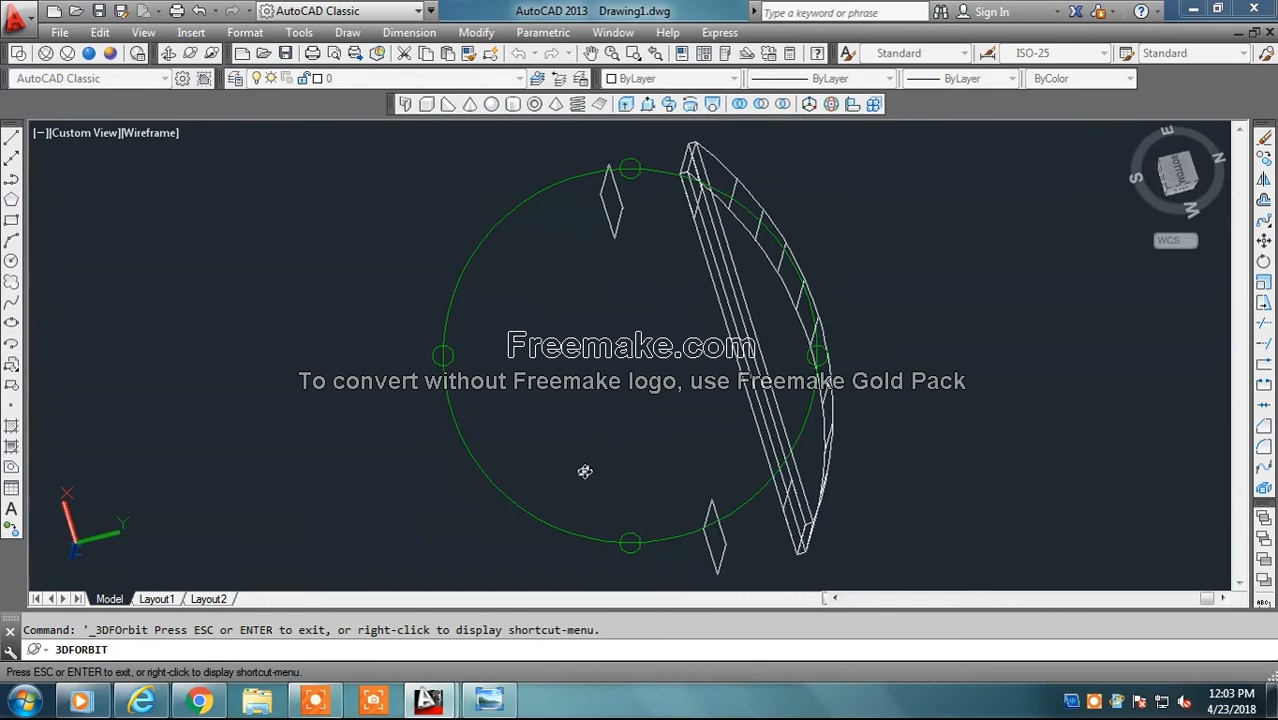 AutoCAD Classic
AutoCAD 2013 Drawing1.dwg
Type a keyword or phrase
Sign In
File Edit View Insert Format Tools Draw Dimension Modify Parametric Window Help Express
Standard ISO-25 Standard
AutoCAD Classic 0 ByLayer ByLayer ByLayer ByColor
[−][Custom View][Wireframe]
E
S BOTTOM N
W
WCS
Freemake.com
To convert without Freemake logo, use Freemake Gold Pack
X
Y
Z
Model Layout1 Layout2
Command: '_3DFOrbit Press ESC or ENTER to exit, or right-click to display shortcut-menu.
3DFORBIT
Press ESC or ENTER to exit, or right-click to display shortcut-menu.
12:03 PM
4/23/2018